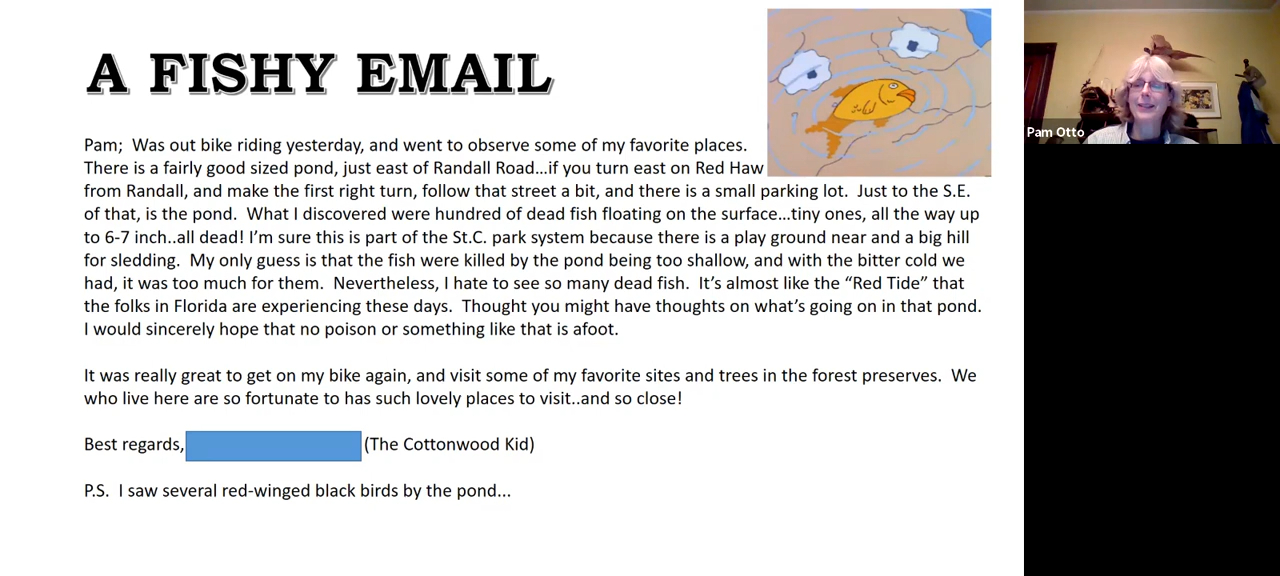 A FISHY EMAIL
Pam;  Was out bike riding yesterday, and went to observe some of my favorite places.
There is a fairly good sized pond, just east of Randall Road...if you turn east on Red Haw
from Randall, and make the first right turn, follow that street a bit, and there is a small parking lot.  Just to the S.E.
of that, is the pond.  What I discovered were hundred of dead fish floating on the surface...tiny ones, all the way up
to 6-7 inch..all dead! I’m sure this is part of the St.C. park system because there is a play ground near and a big hill
for sledding.  My only guess is that the fish were killed by the pond being too shallow, and with the bitter cold we
had, it was too much for them.  Nevertheless, I hate to see so many dead fish.  It’s almost like the “Red Tide” that
the folks in Florida are experiencing these days.  Thought you might have thoughts on what’s going on in that pond.
I would sincerely hope that no poison or something like that is afoot.
It was really great to get on my bike again, and visit some of my favorite sites and trees in the forest preserves.  We
who live here are so fortunate to has such lovely places to visit..and so close!
Best regards, (The Cottonwood Kid)
P.S.  I saw several red-winged black birds by the pond...
Pam Otto